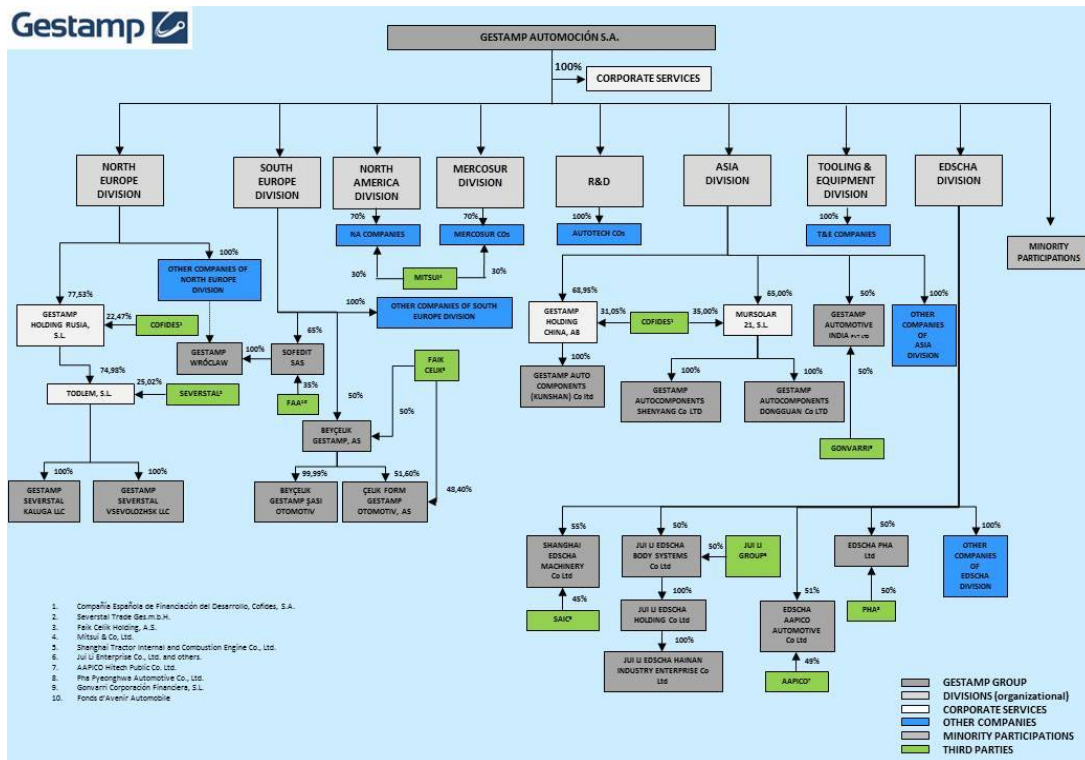 Gestamp
GESTAMP AUTOMOCIÓN S.A.
100%
CORPORATE SERVICES
NORTH
EUROPE
DIVISION
SOUTH
EUROPE
DIVISION
NORTH
AMERICA
DIVISION
MERCOSUR
DIVISION
R&D
ASIA
DIVISION
TOOLING &
EQUIPMENT
DIVISION
EDSCHA
DIVISION
MINORITY
PARTICIPATIONS
70%
NA COMPANIES
70%
MERCOSUR COs
100%
AUTOTECH COs
100%
T&E COMPANIES
30%
MITSUI⁴
30%
100%
OTHER COMPANIES OF
NORTH EUROPE
DIVISION
77,53%
GESTAMP
HOLDING RUSIA,
S.L.
22,47%
COFIDES¹
GESTAMP
WRÓCLAW
100%
65%
SOFEDIT
SAS
35%
FAA¹⁰
100%
OTHER COMPANIES OF SOUTH
EUROPE DIVISION
74,98%
TODLEM, S.L.
25,02%
SEVERSTAL²
100%
GESTAMP
SEVERSTAL
KALUGA LLC
100%
GESTAMP
SEVERSTAL
VSEVOLOZHSK LLC
FAIK
CELIK³
50%
50%
BEYÇELIK
GESTAMP, AS
99,99%
BEYÇELIK
GESTAMP ŞASI
OTOMOTIV
51,60%
ÇELIK FORM
GESTAMP
OTOMOTIV, AS
48,40%
68,95%
GESTAMP
HOLDING
CHINA, AB
31,05%
COFIDES¹
35,00%
65,00%
MURSOLAR
21, S.L.
50%
GESTAMP
AUTOMOTIVE
INDIA PVT LTD
100%
OTHER
COMPANIES
OF
ASIA
DIVISION
100%
GESTAMP AUTO
COMPONENTS
(KUNSHAN) Co ltd
100%
GESTAMP
AUTOCOMPONENTS
SHENYANG Co LTD
100%
GESTAMP
AUTOCOMPONENTS
DONGGUAN Co LTD
50%
GONVARRI⁹
55%
SHANGHAI
EDSCHA
MACHINERY
Co Ltd
45%
SAIC⁵
50%
JUI LI EDSCHA
BODY SYSTEMS
Co Ltd
50%
JUI LI
GROUP⁶
100%
JUI LI EDSCHA
HOLDING Co Ltd
100%
JUI LI EDSCHA HAINAN
INDUSTRY ENTERPRISE Co
Ltd
51%
EDSCHA
AAPICO
AUTOMOTIVE
Co Ltd
49%
AAPICO⁷
50%
EDSCHA PHA
Ltd
50%
PHA⁸
100%
OTHER
COMPANIES
OF
EDSCHA
DIVISION
1. Compañía Española de Financiación del Desarrollo, Cofides, S.A.
2. Severstal Trade Ges.m.b.H.
3. Faik Celik Holding, A.S.
4. Mitsui & Co, Ltd.
5. Shanghai Tractor Internal and Combustion Engine Co., Ltd.
6. Jui Li Enterprise Co., Ltd. and others.
7. AAPICO Hitech Public Co. Ltd.
8. Pha Pyeonghwa Automotive Co., Ltd.
9. Gonvarri Corporación Financiera, S.L.
10. Fonds d'Avenir Automobile
GESTAMP GROUP
DIVISIONS (organizational)
CORPORATE SERVICES
OTHER COMPANIES
MINORITY PARTICIPATIONS
THIRD PARTIES